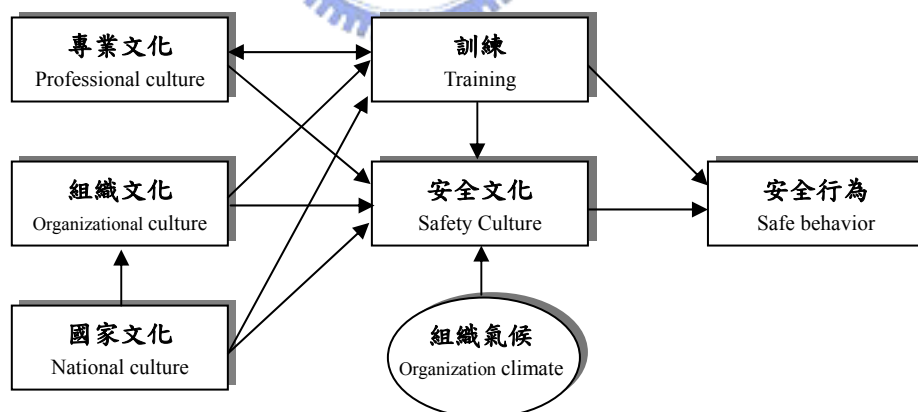 專業文化
Professional culture
訓練
Training
組織文化
Organizational culture
安全文化
Safety Culture
安全行為
Safe behavior
國家文化
National culture
組織氣候
Organization climate